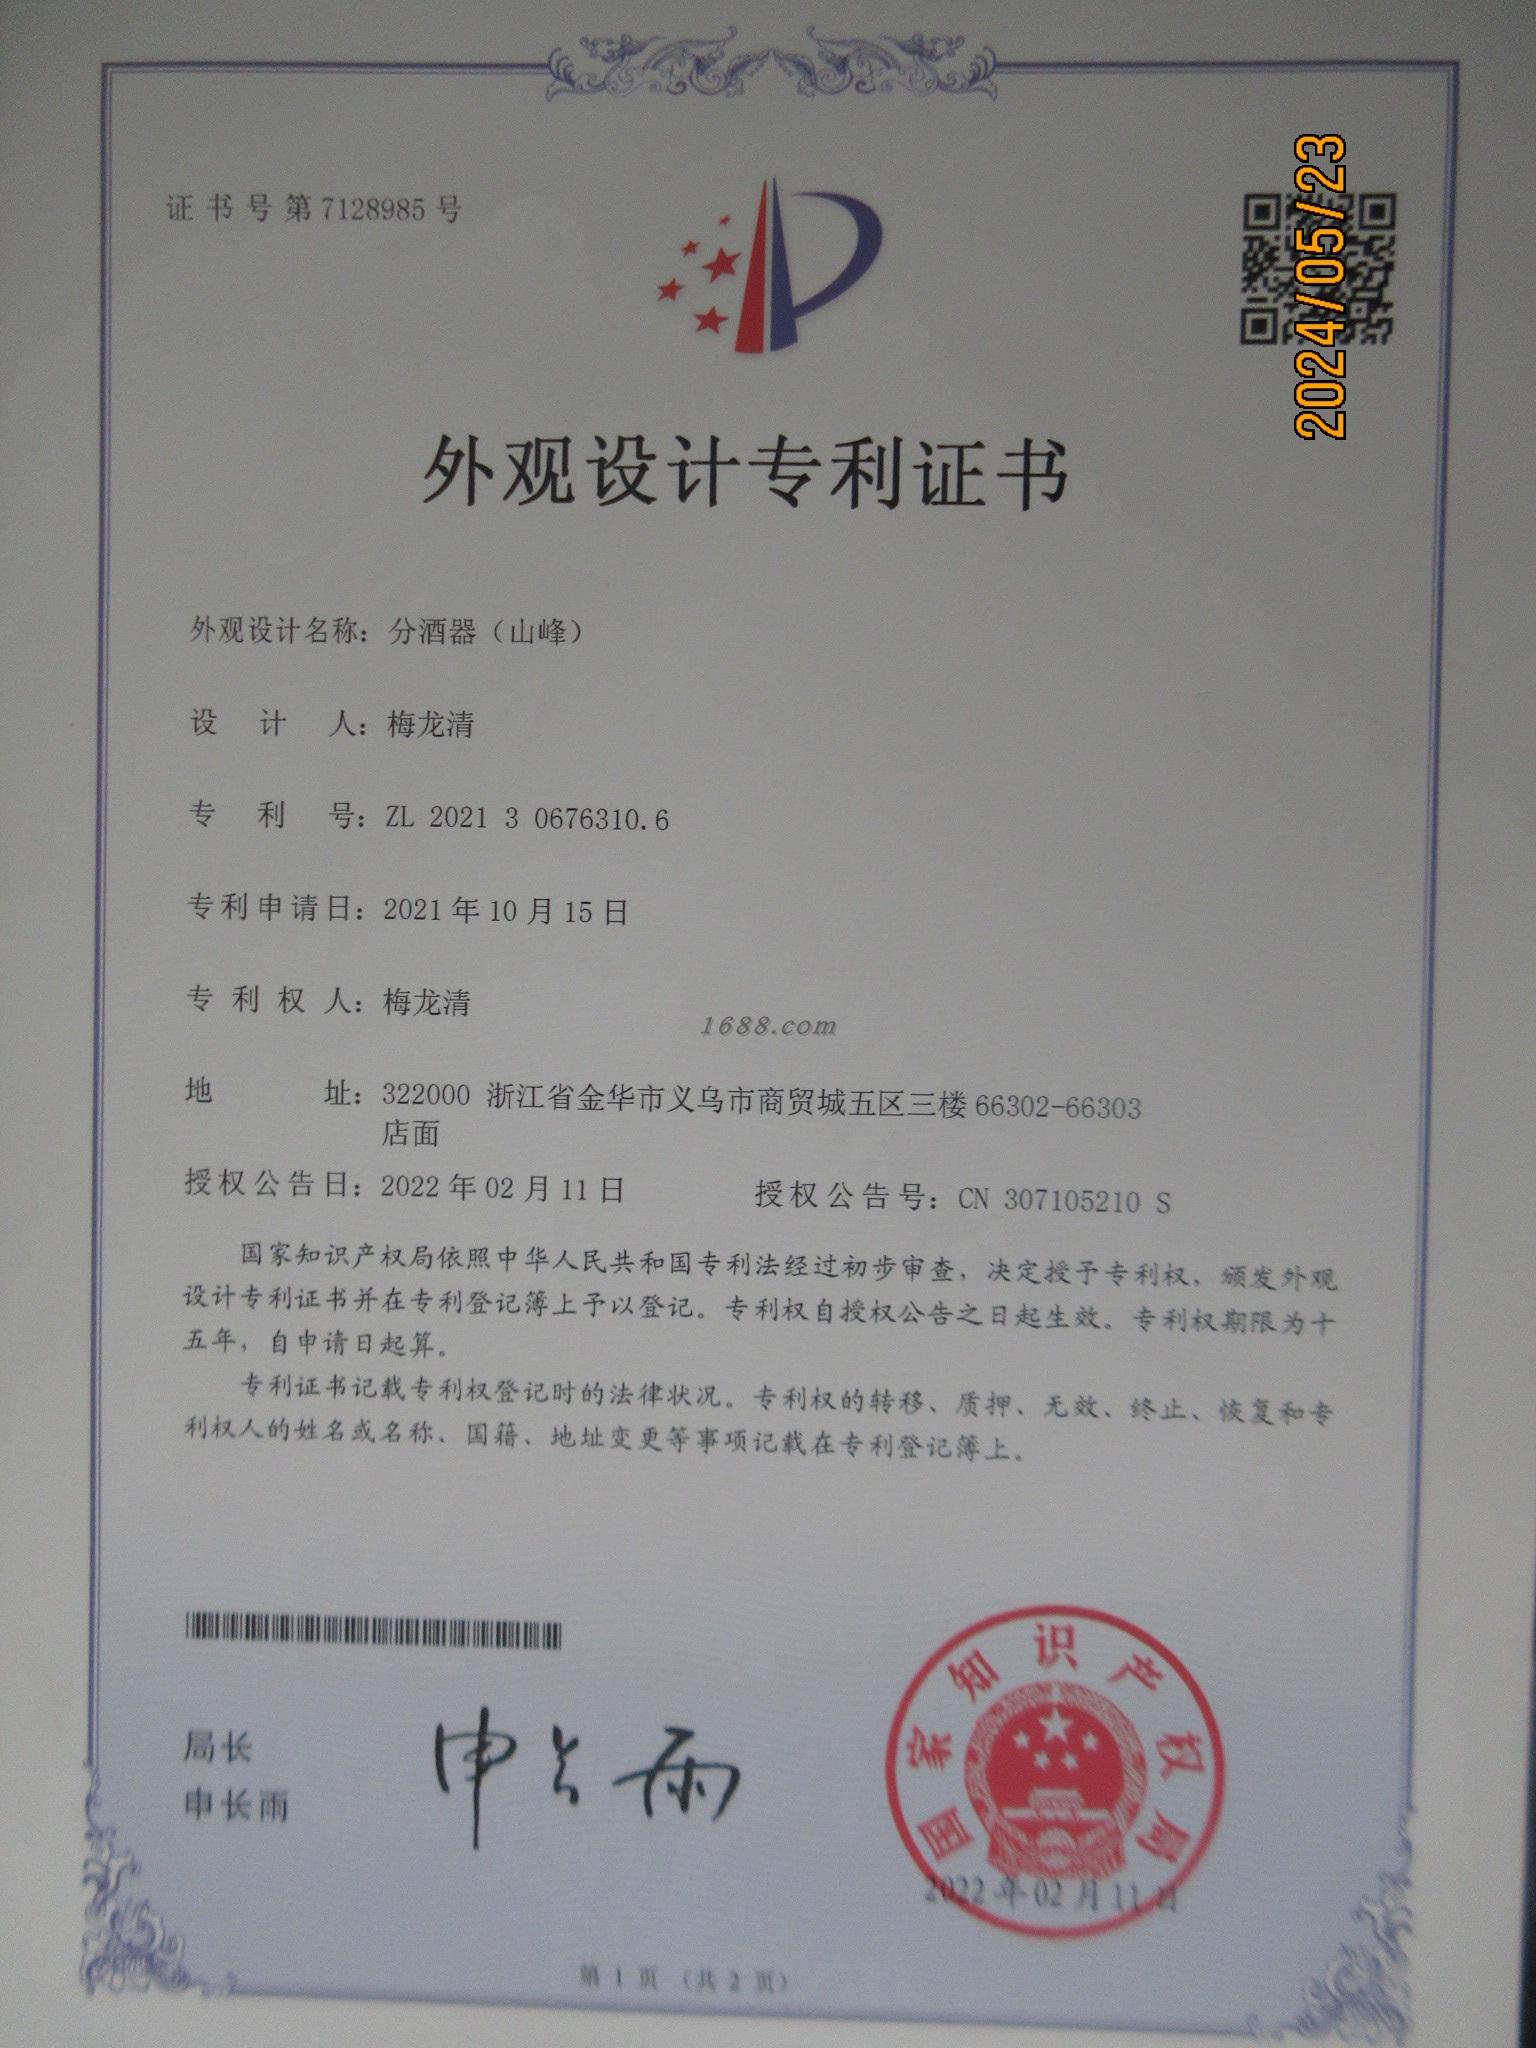 2024/05/23
证书号第7128985号
外观设计专利证书
外观设计名称：分酒器（山峰）
设计人：梅龙清
专利号：ZL 2021 3 0676310.6
专利申请日：2021年10月15日
专利权人：梅龙清
1688.com
地址：322000 浙江省金华市义乌市商贸城五区三楼66302-66303
店面
授权公告日：2022年02月11日 授权公告号：CN 307105210 S
国家知识产权局依照中华人民共和国专利法经过初步审查，决定授予专利权，颁发外观
设计专利证书并在专利登记簿上予以登记。专利权自授权公告之日起生效。专利权期限为十
五年，自申请日起算。
专利证书记载专利权登记时的法律状况。专利权的转移、质押、无效、终止、恢复和专
利权人的姓名或名称、国籍、地址变更等事项记载在专利登记簿上。
局长
申长雨
申长雨
国家知识产权局
2022年02月11日
第1页（共2页）